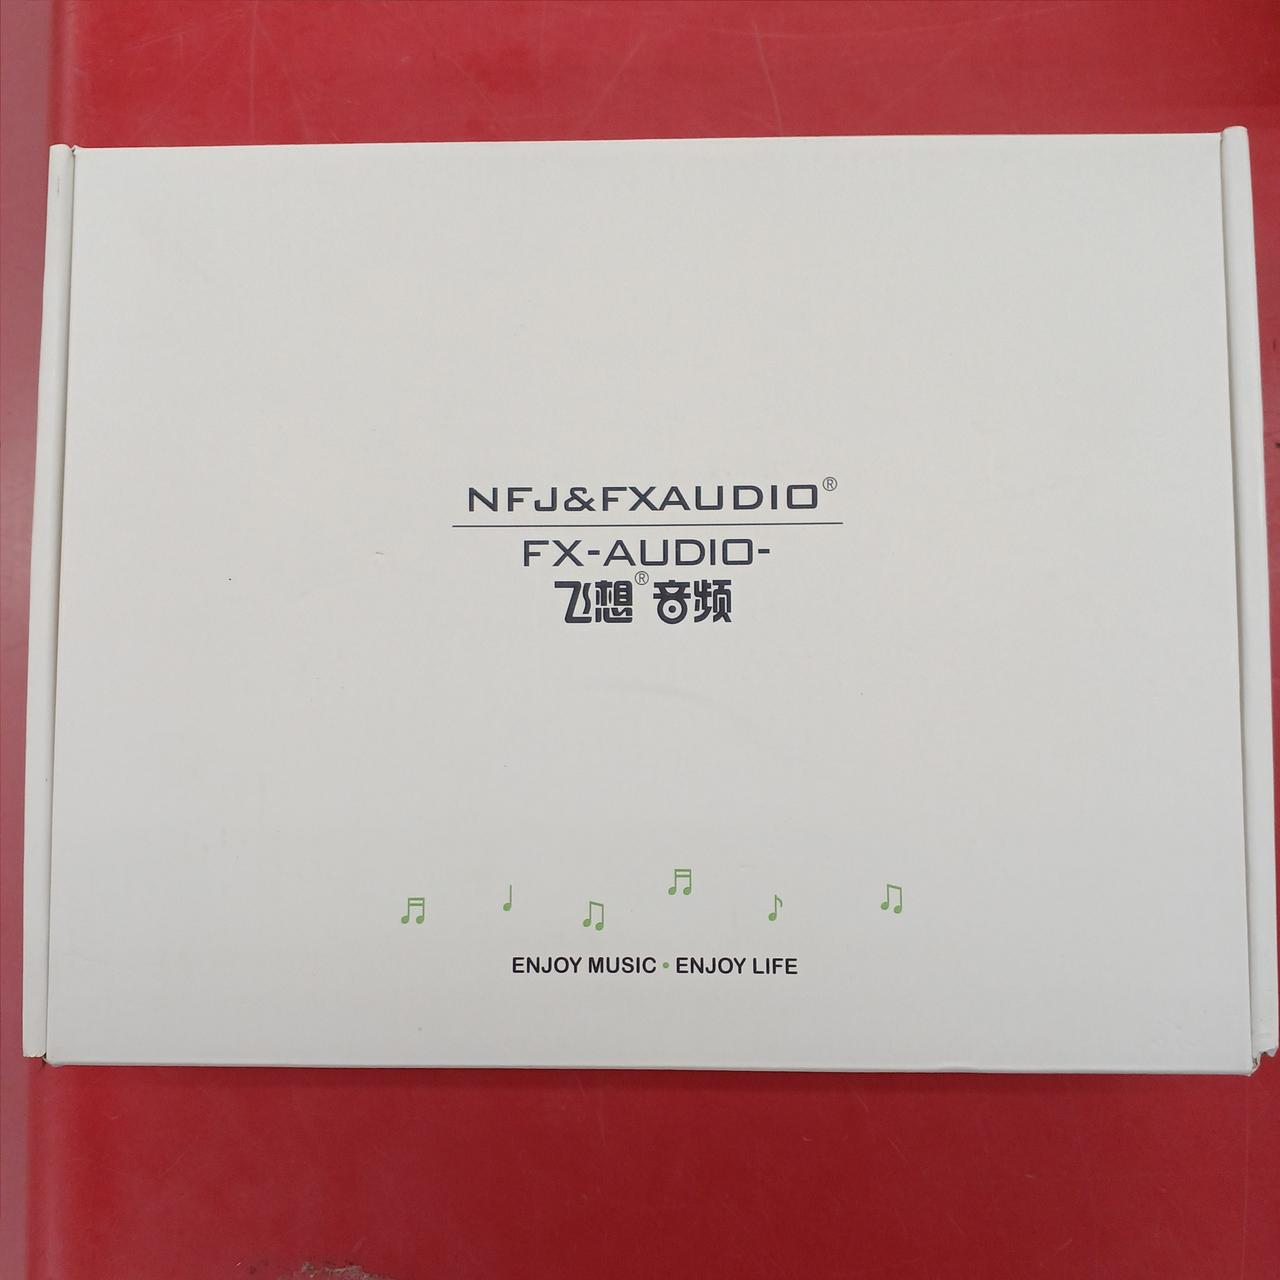 NFJ&FXAUDIO®
FX-AUDIO-
飞想®音频
ENJOY MUSIC • ENJOY LIFE